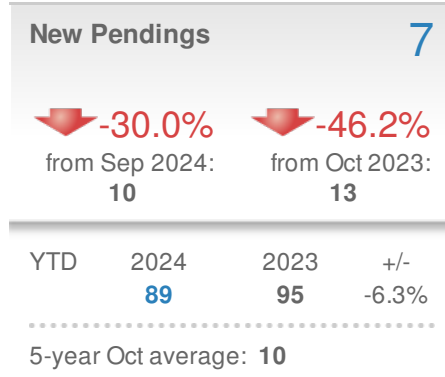 New Pendings 7
-30.0% -46.2%
from Sep 2024: from Oct 2023:
10 13
YTD 2024 2023 +/-
89 95 -6.3%
5-year Oct average: 10